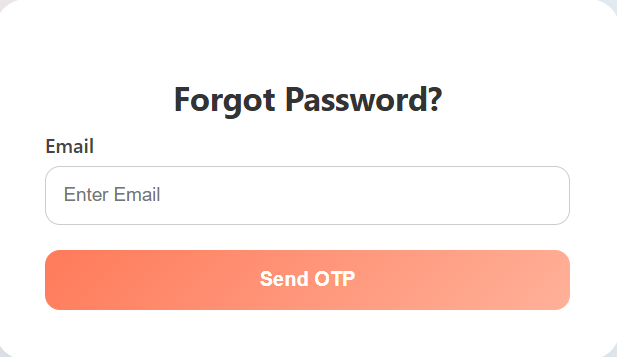 Forgot Password?
Email
Enter Email
Send OTP